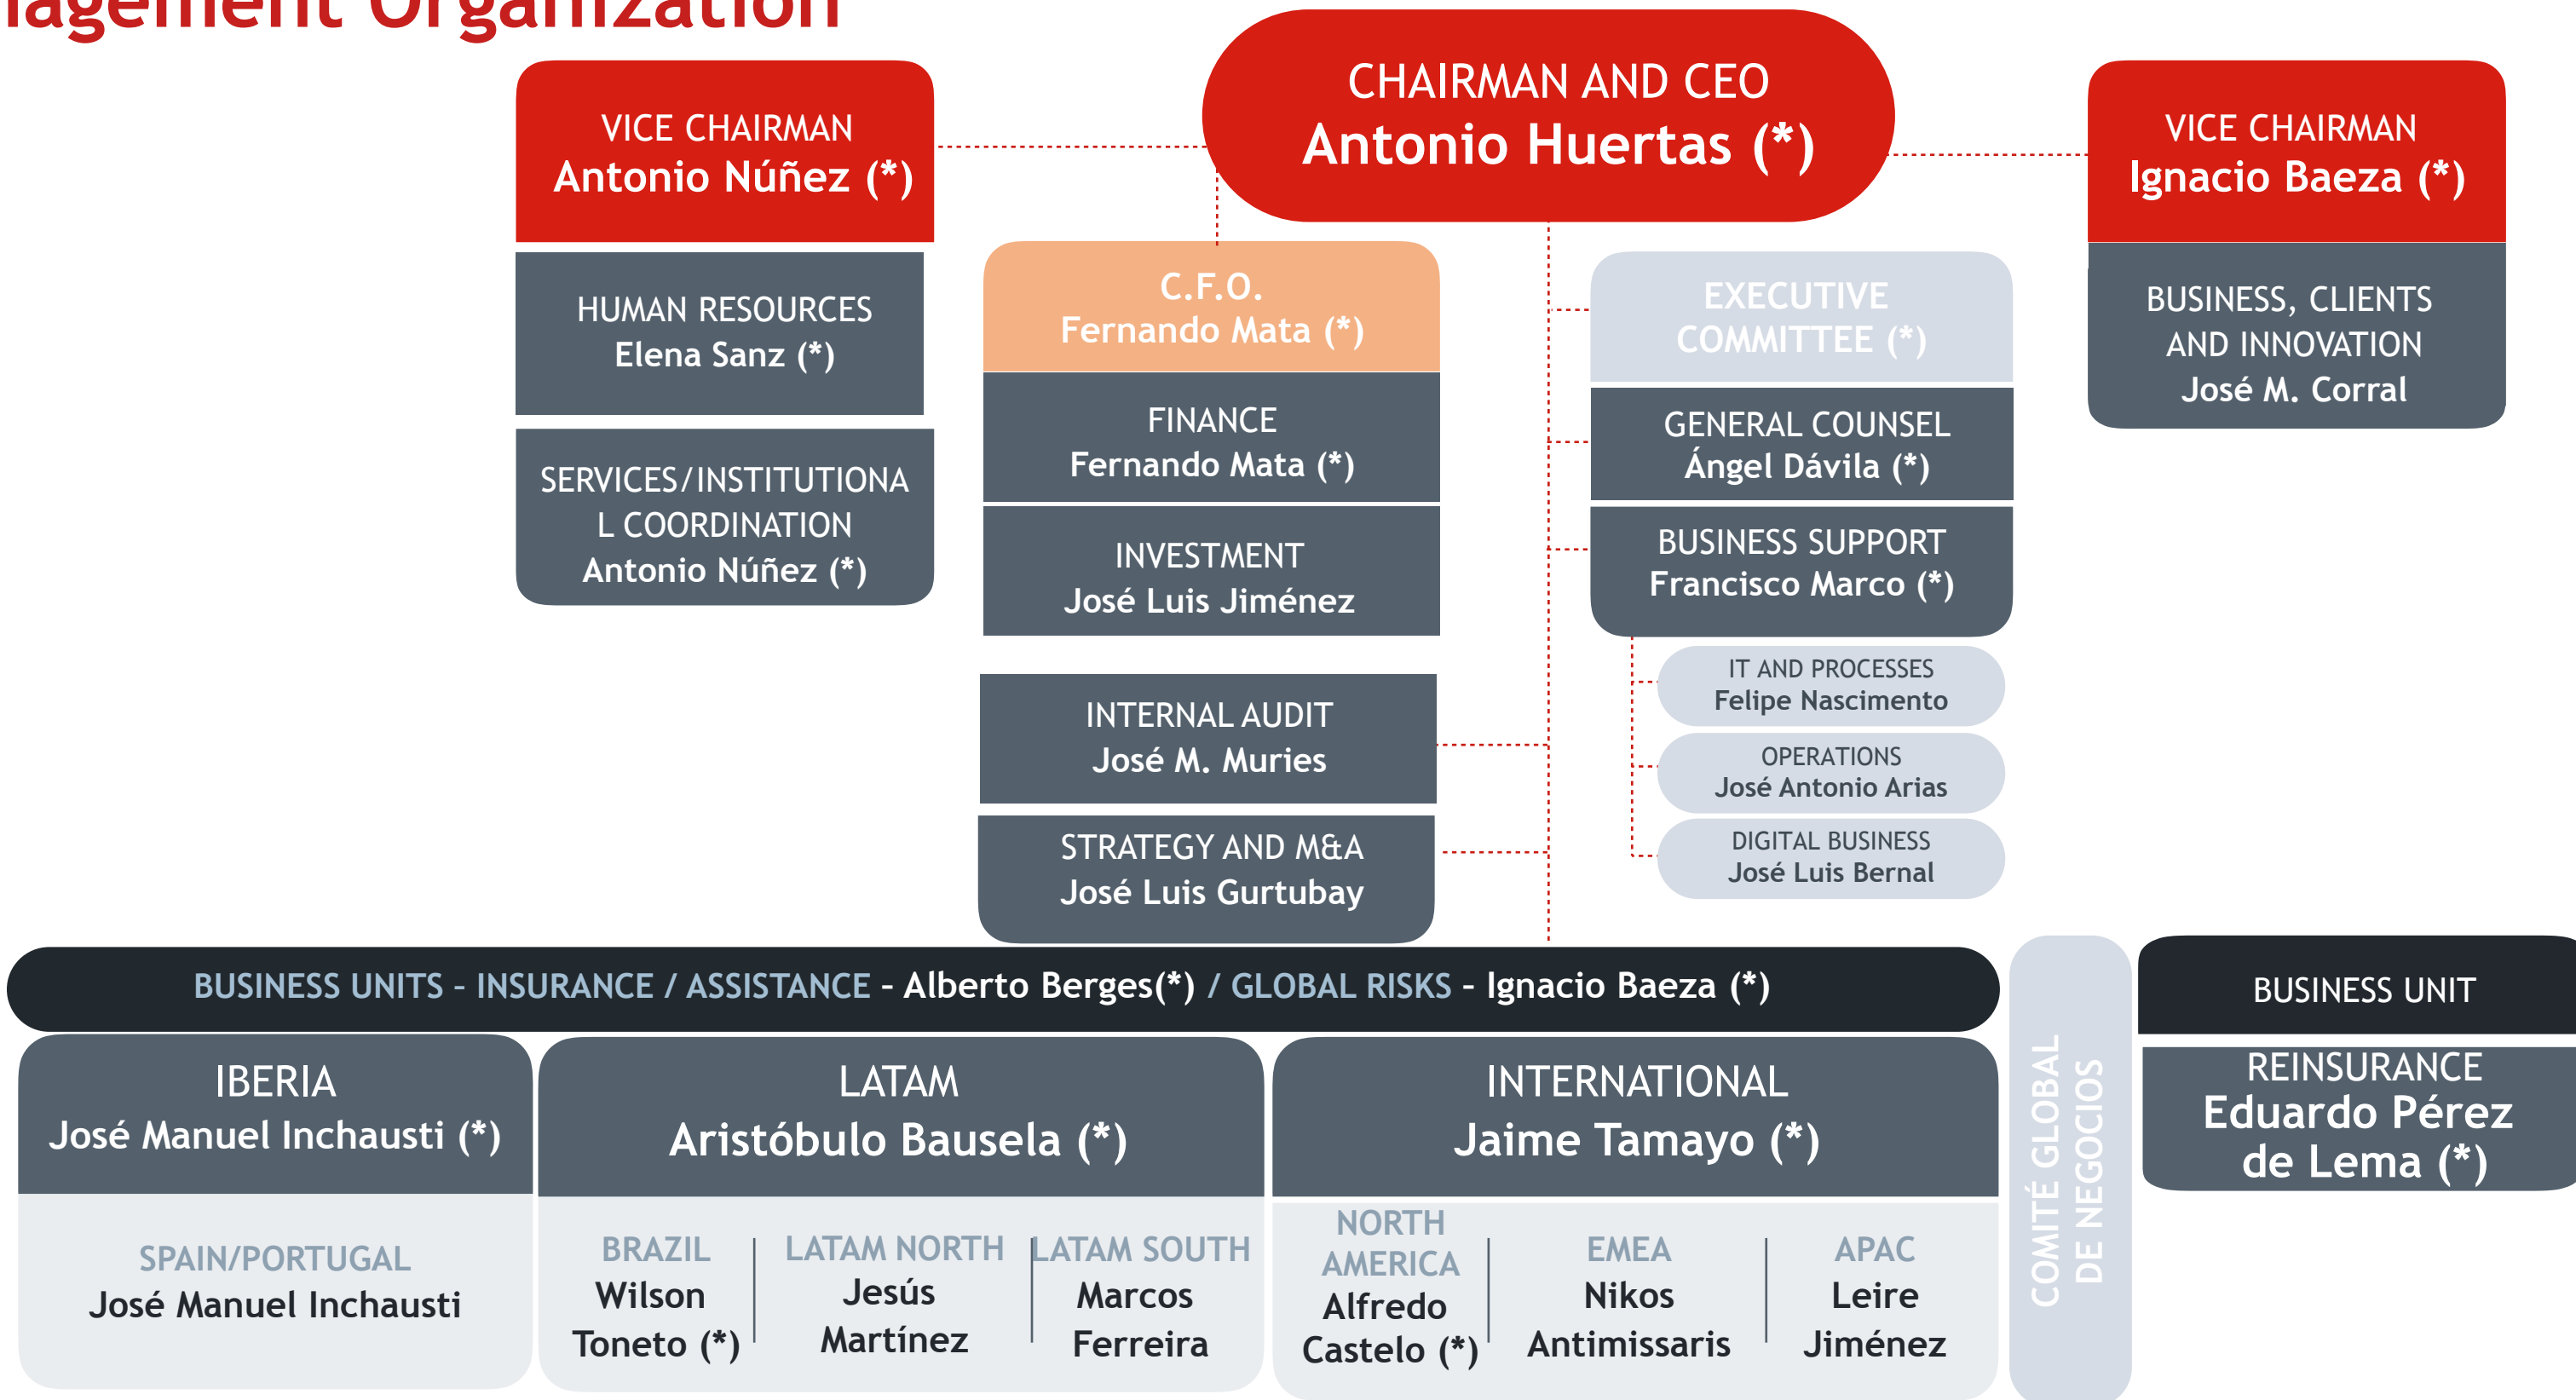 Organization
CHAIRMAN AND CEO
Antonio Huertas (*)
VICE CHAIRMAN
Antonio Núñez (*)
HUMAN RESOURCES
Elena Sanz (*)
SERVICES/INSTITUTIONA
L COORDINATION
Antonio Núñez (*)
C.F.O.
Fernando Mata (*)
FINANCE
Fernando Mata (*)
INVESTMENT
José Luis Jiménez
INTERNAL AUDIT
José M. Muries
STRATEGY AND M&A
José Luis Gurtubay
EXECUTIVE
COMMITTEE (*)
GENERAL COUNSEL
Ángel Dávila (*)
BUSINESS SUPPORT
Francisco Marco (*)
IT AND PROCESSES
Felipe Nascimento
OPERATIONS
José Antonio Arias
DIGITAL BUSINESS
José Luis Bernal
VICE CHAIRMAN
Ignacio Baeza (*)
BUSINESS, CLIENTS
AND INNOVATION
José M. Corral
BUSINESS UNITS – INSURANCE / ASSISTANCE – Alberto Berges(*) / GLOBAL RISKS – Ignacio Baeza (*)
IBERIA
José Manuel Inchausti (*)
SPAIN/PORTUGAL
José Manuel Inchausti
LATAM
Aristóbulo Bausela (*)
BRAZIL
Wilson
Toneto (*)
LATAM NORTH
Jesús
Martínez
LATAM SOUTH
Marcos
Ferreira
INTERNATIONAL
Jaime Tamayo (*)
NORTH
AMERICA
Alfredo
Castelo (*)
EMEA
Nikos
Antimissaris
APAC
Leire
Jiménez
COMITÉ GLOBAL
DE NEGOCIOS
BUSINESS UNIT
REINSURANCE
Eduardo Pérez
de Lema (*)